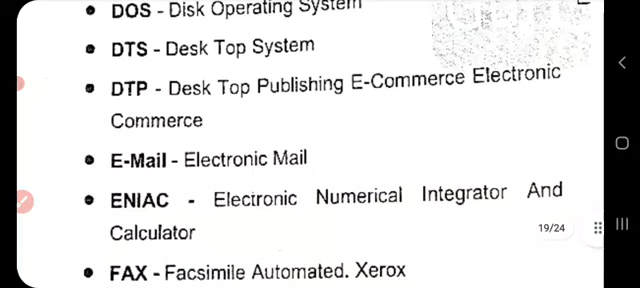 • DOS - Disk Operating System
• DTS - Desk Top System
• DTP - Desk Top Publishing E-Commerce Electronic
Commerce
• E-Mail - Electronic Mail
• ENIAC - Electronic Numerical Integrator And
Calculator
19/24
• FAX - Facsimile Automated. Xerox